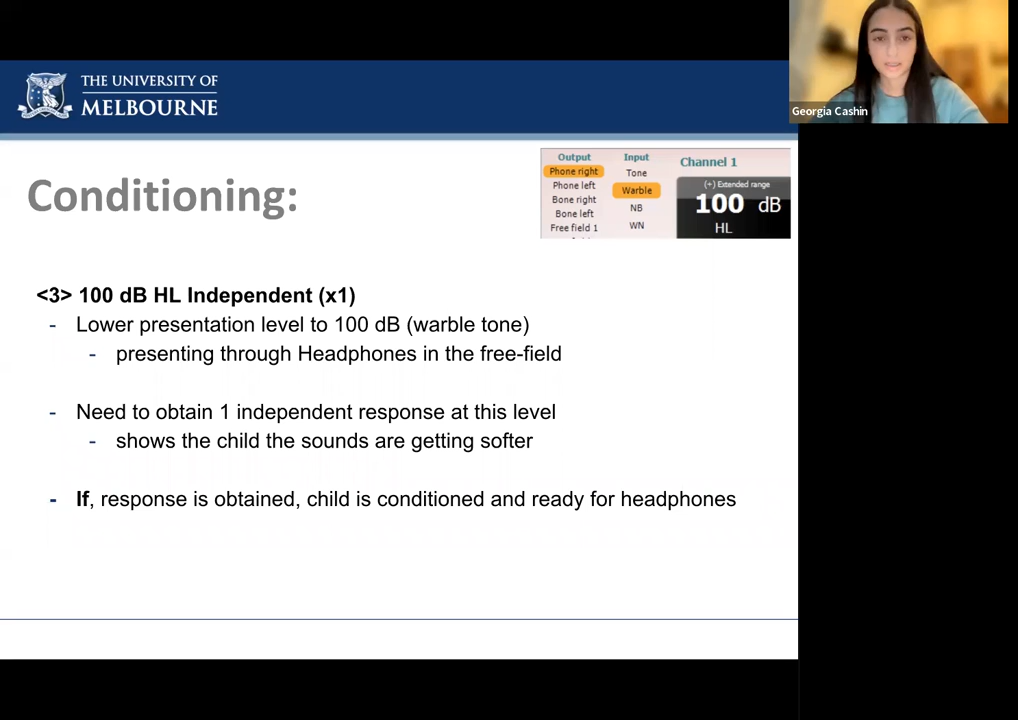 THE UNIVERSITY OF
MELBOURNE
Georgia Cashin
Conditioning:
Output
Phone right
Phone left
Bone right
Bone left
Free field 1
Input
Tone
Warble
NB
WN
Channel 1
(+) Extended range
100 dB
HL
<3> 100 dB HL Independent (x1)
- Lower presentation level to 100 dB (warble tone)
- presenting through Headphones in the free-field
- Need to obtain 1 independent response at this level
- shows the child the sounds are getting softer
- If, response is obtained, child is conditioned and ready for headphones